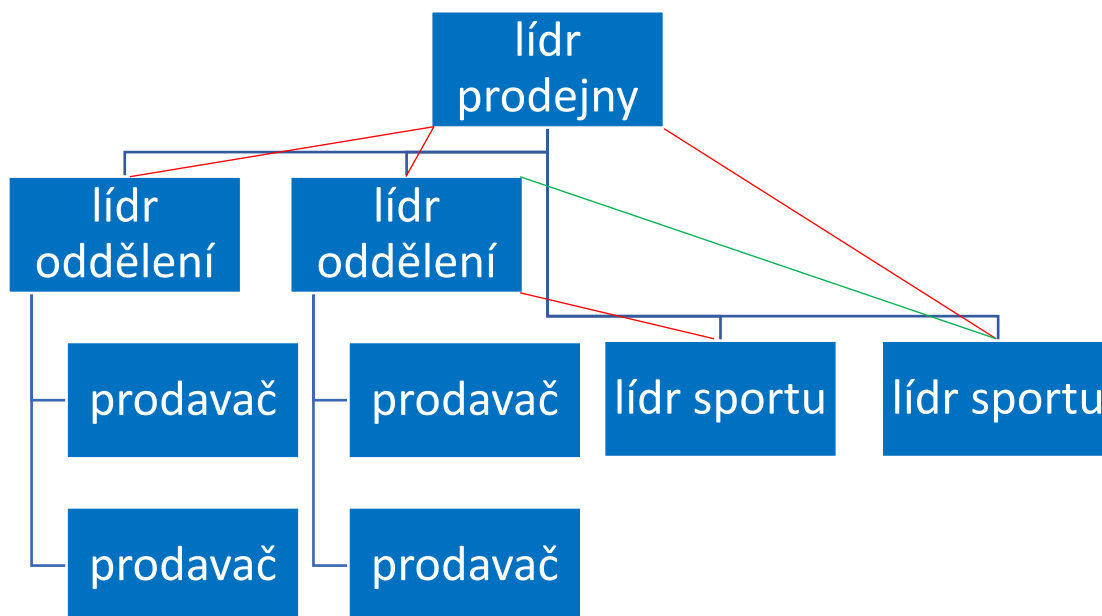 lídr
prodejny
lídr
oddělení
lídr
oddělení
prodavač
prodavač
lídr sportu
lídr sportu
prodavač
prodavač